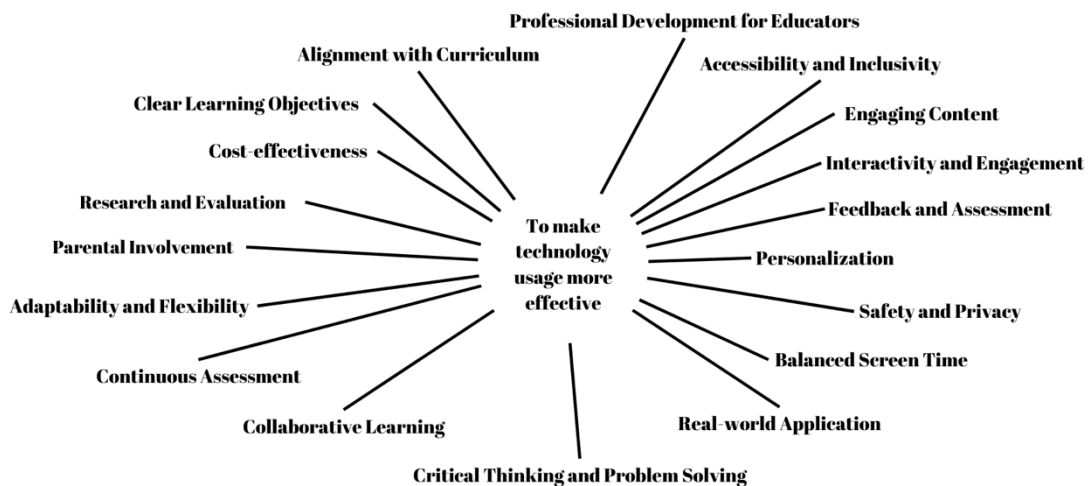 Professional Development for Educators
Alignment with Curriculum
Accessibility and Inclusivity
Clear Learning Objectives
Engaging Content
Cost-effectiveness
Interactivity and Engagement
Research and Evaluation
Feedback and Assessment
To make
technology
usage more
effective
Parental Involvement
Personalization
Adaptability and Flexibility
Safety and Privacy
Continuous Assessment
Balanced Screen Time
Collaborative Learning
Real-world Application
Critical Thinking and Problem Solving